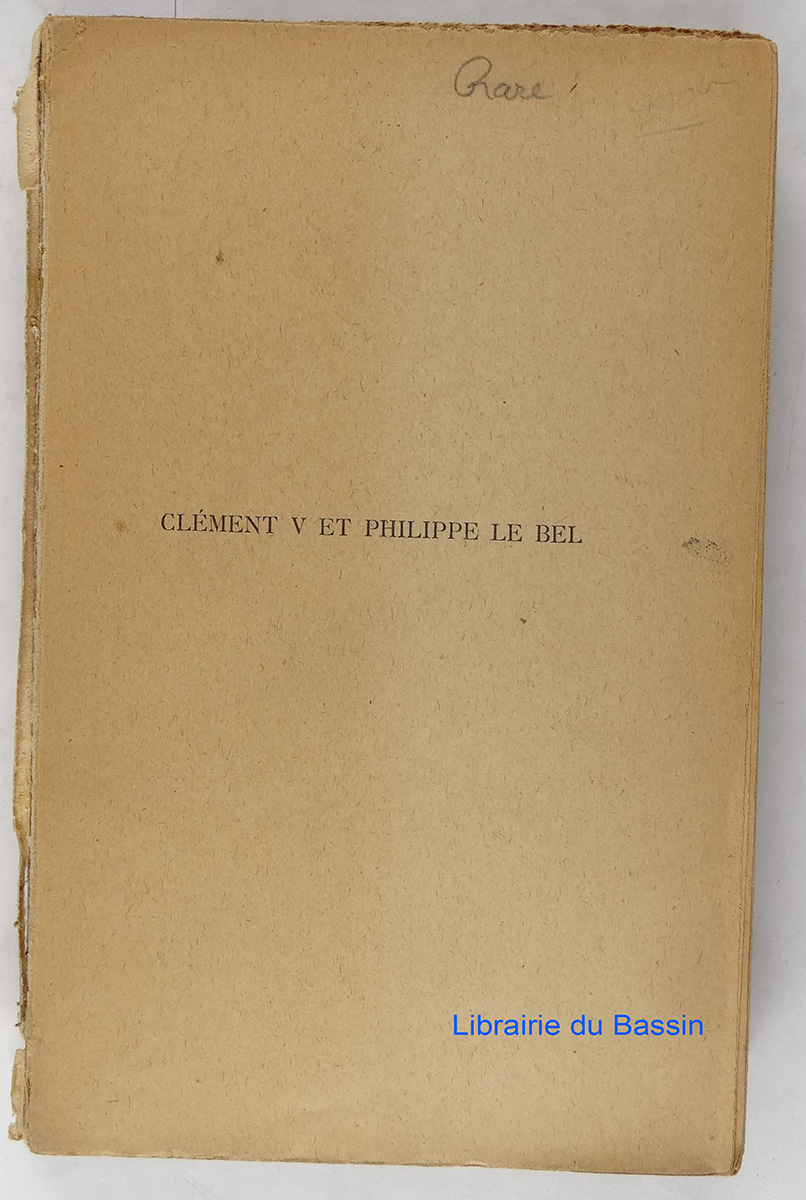 Rare
CLÉMENT V ET PHILIPPE LE BEL
Librairie du Bassin